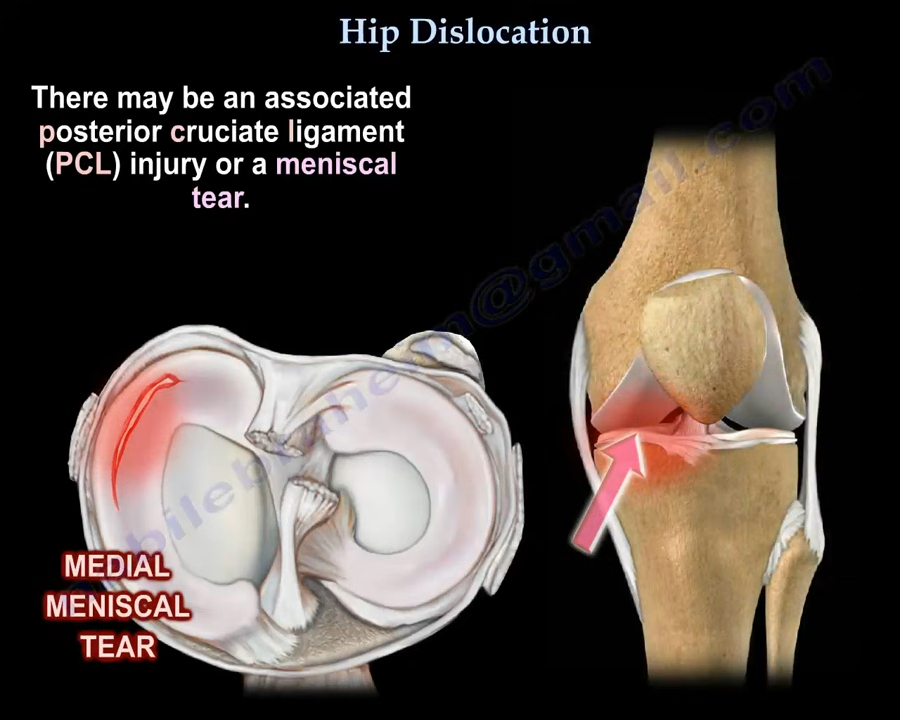 Hip Dislocation
There may be an associated
posterior cruciate ligament
(PCL) injury or a meniscal
tear.
MEDIAL
MENISCAL
TEAR